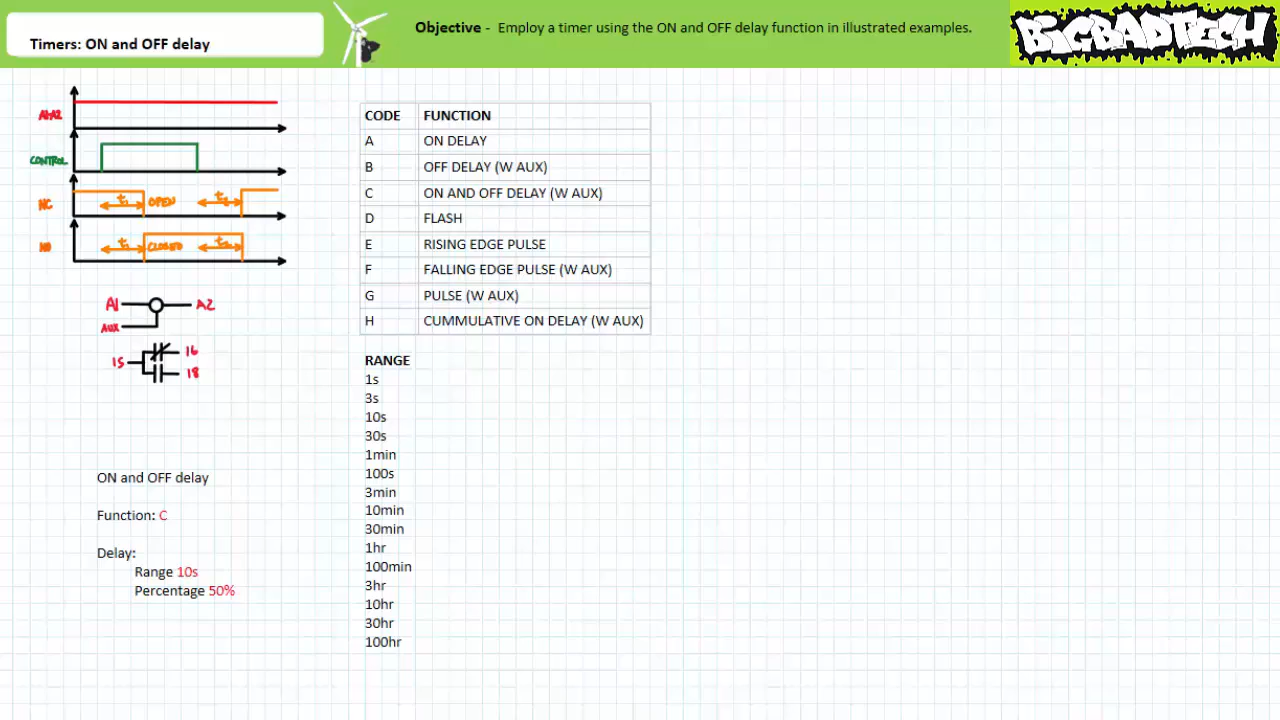 Timers: ON and OFF delay
Objective - Employ a timer using the ON and OFF delay function in illustrated examples.
BIGBADTECH
A1-A2
CONTROL
NC
t₁
OPEN
t₂
NO
t₁
CLOSED
t₂
A1
A2
AUX
15
16
18
ON and OFF delay
Function: C
Delay:
Range 10s
Percentage 50%
CODE FUNCTION
A ON DELAY
B OFF DELAY (W AUX)
C ON AND OFF DELAY (W AUX)
D FLASH
E RISING EDGE PULSE
F FALLING EDGE PULSE (W AUX)
G PULSE (W AUX)
H CUMMULATIVE ON DELAY (W AUX)
RANGE
1s
3s
10s
30s
1min
100s
3min
10min
30min
1hr
100min
3hr
10hr
30hr
100hr